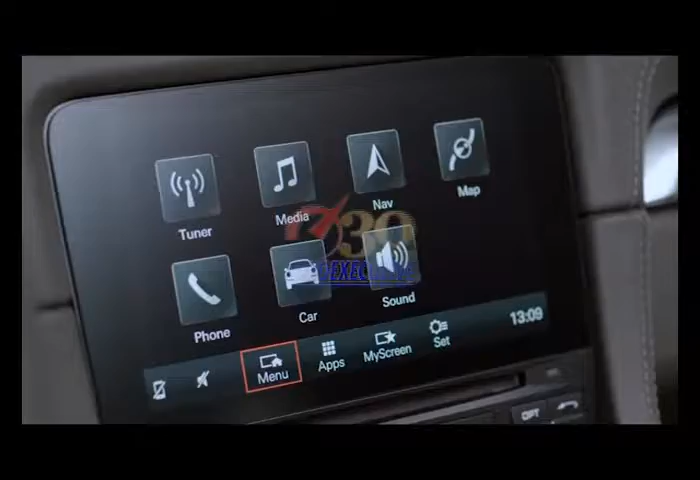 Tuner
Media
Nav
Map
Phone
Car
Sound
Menu
Apps
MyScreen
Set
13:09
OPT